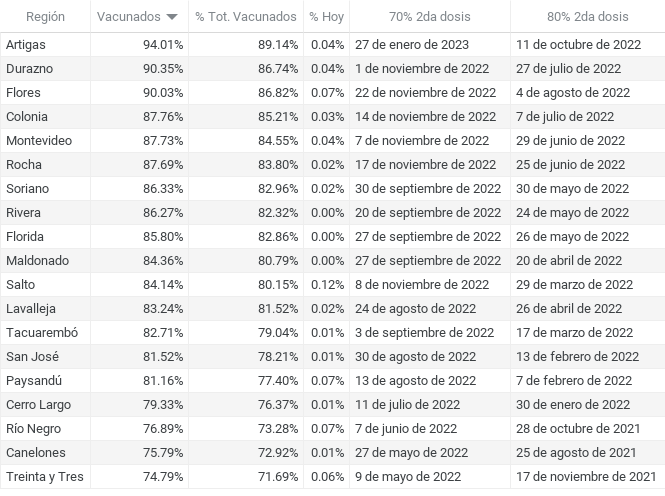 Región Vacunados % Tot. Vacunados % Hoy 70% 2da dosis 80% 2da dosis
Artigas 94.01% 89.14% 0.04% 27 de enero de 2023 11 de octubre de 2022
Durazno 90.35% 86.74% 0.04% 1 de noviembre de 2022 27 de julio de 2022
Flores 90.03% 86.82% 0.07% 22 de noviembre de 2022 4 de agosto de 2022
Colonia 87.76% 85.21% 0.03% 14 de noviembre de 2022 7 de julio de 2022
Montevideo 87.73% 84.55% 0.04% 7 de noviembre de 2022 29 de junio de 2022
Rocha 87.69% 83.80% 0.02% 17 de noviembre de 2022 25 de junio de 2022
Soriano 86.33% 82.96% 0.02% 30 de septiembre de 2022 30 de mayo de 2022
Rivera 86.27% 82.32% 0.00% 20 de septiembre de 2022 24 de mayo de 2022
Florida 85.80% 82.86% 0.00% 27 de septiembre de 2022 26 de mayo de 2022
Maldonado 84.36% 80.79% 0.00% 27 de septiembre de 2022 20 de abril de 2022
Salto 84.14% 80.15% 0.12% 8 de noviembre de 2022 29 de marzo de 2022
Lavalleja 83.24% 81.52% 0.02% 24 de agosto de 2022 26 de abril de 2022
Tacuarembó 82.71% 79.04% 0.01% 3 de septiembre de 2022 17 de marzo de 2022
San José 81.52% 78.21% 0.01% 30 de agosto de 2022 13 de febrero de 2022
Paysandú 81.16% 77.40% 0.07% 13 de agosto de 2022 7 de febrero de 2022
Cerro Largo 79.33% 76.37% 0.01% 11 de julio de 2022 30 de enero de 2022
Río Negro 76.89% 73.28% 0.07% 7 de junio de 2022 28 de octubre de 2021
Canelones 75.79% 72.92% 0.01% 27 de mayo de 2022 25 de agosto de 2021
Treinta y Tres 74.79% 71.69% 0.06% 9 de mayo de 2022 17 de noviembre de 2021